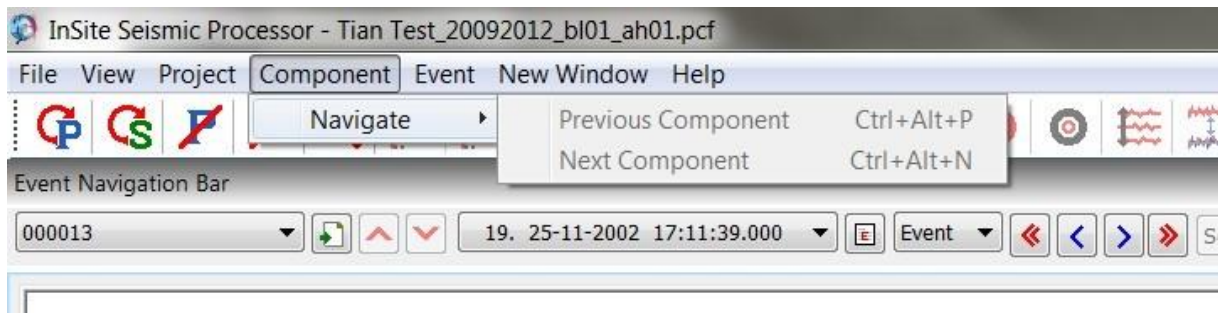 InSite Seismic Processor - Tian Test_20092012_bl01_ah01.pcf
File View Project Component Event New Window Help
Navigate
Previous Component Ctrl+Alt+P
Next Component Ctrl+Alt+N
Event Navigation Bar
000013 19. 25-11-2002 17:11:39.000 E Event